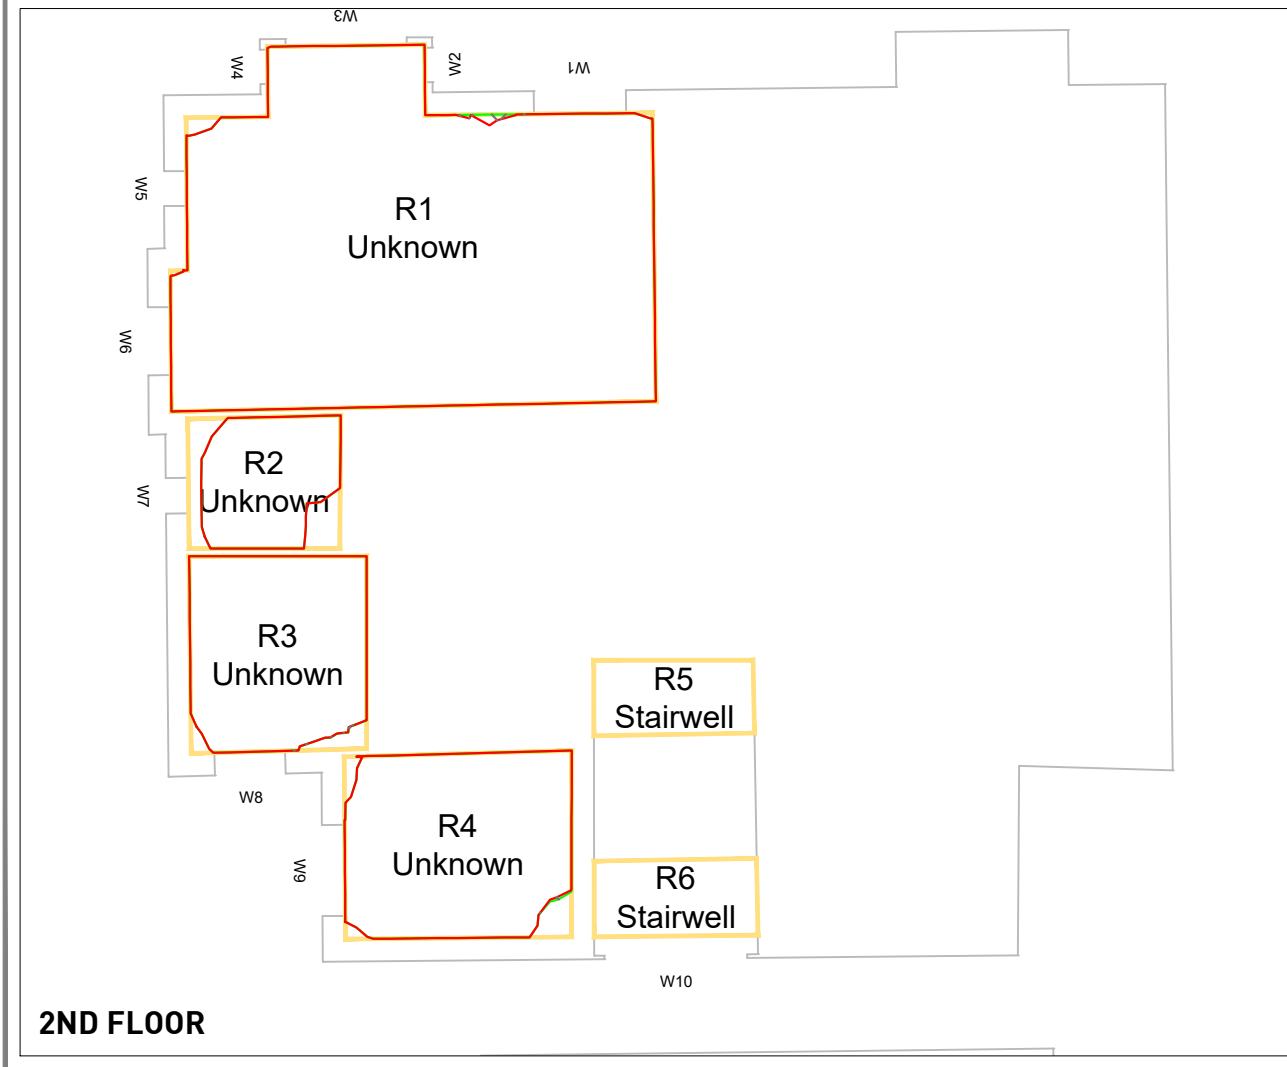 W3
W4
W2
W1
W5
R1
Unknown
W6
R2
Unknown
W7
R3
Unknown
R5
Stairwell
W8
R4
Unknown
W9
R6
Stairwell
W10
2ND FLOOR